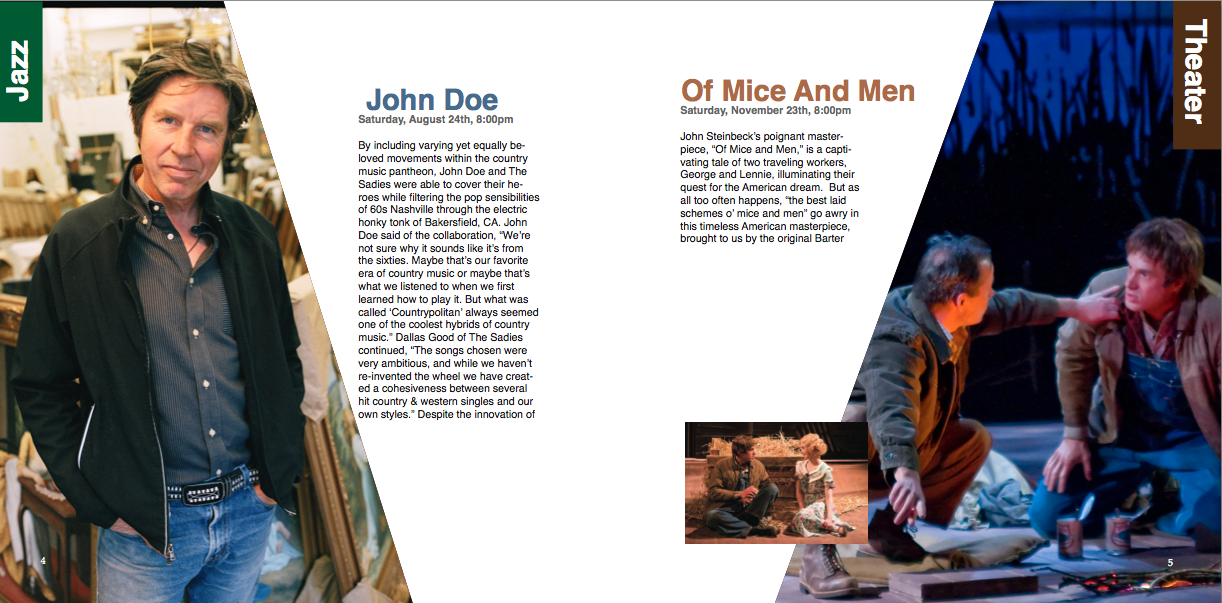 Jazz
John Doe
Saturday, August 24th, 8:00pm
By including varying yet equally be-
loved movements within the country
music pantheon, John Doe and The
Sadies were able to cover their he-
roes while filtering the pop sensibilities
of 60s Nashville through the electric
honky tonk of Bakersfield, CA. John
Doe said of the collaboration, “We’re
not sure why it sounds like it’s from
the sixties. Maybe that’s our favorite
era of country music or maybe that’s
what we listened to when we first
learned how to play it. But what was
called ‘Countrypolitan’ always seemed
one of the coolest hybrids of country
music.” Dallas Good of The Sadies
continued, “The songs chosen were
very ambitious, and while we haven’t
re-invented the wheel we have creat-
ed a cohesiveness between several
hit country & western singles and our
own styles.” Despite the innovation of
4
Theater
Of Mice And Men
Saturday, November 23th, 8:00pm
John Steinbeck’s poignant master-
piece, “Of Mice and Men,” is a capti-
vating tale of two traveling workers,
George and Lennie, illuminating their
quest for the American dream.  But as
all too often happens, “the best laid
schemes o’ mice and men” go awry in
this timeless American masterpiece,
brought to us by the original Barter
5